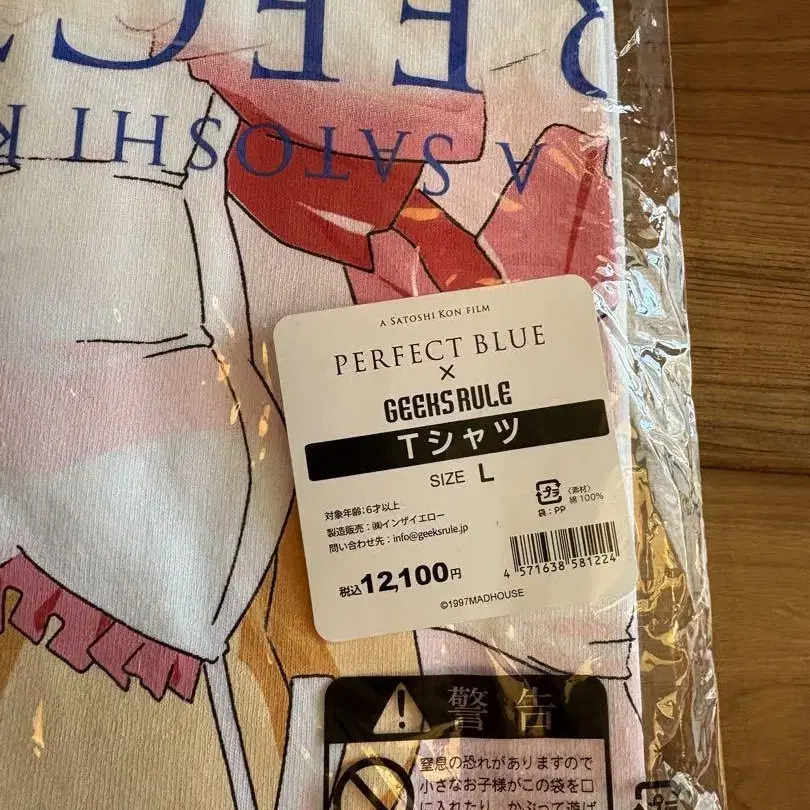 RFEC
A SATOSHI K
A SATOSHI KON FILM
PERFECT BLUE
×
GEEKS RULE
Tシャツ
SIZE L
対象年齢:6才以上
製造販売:㈱インザイエロー
問い合わせ先:info@geeksrule.jp
プラ
袋:PP
〈素材〉
綿100%
税込12,100円
4 571638 581224
©1997MADHOUSE
警告
窒息の恐れがありますので
小さなお子様がこの袋を口
に入れたり、かぶって遊ば